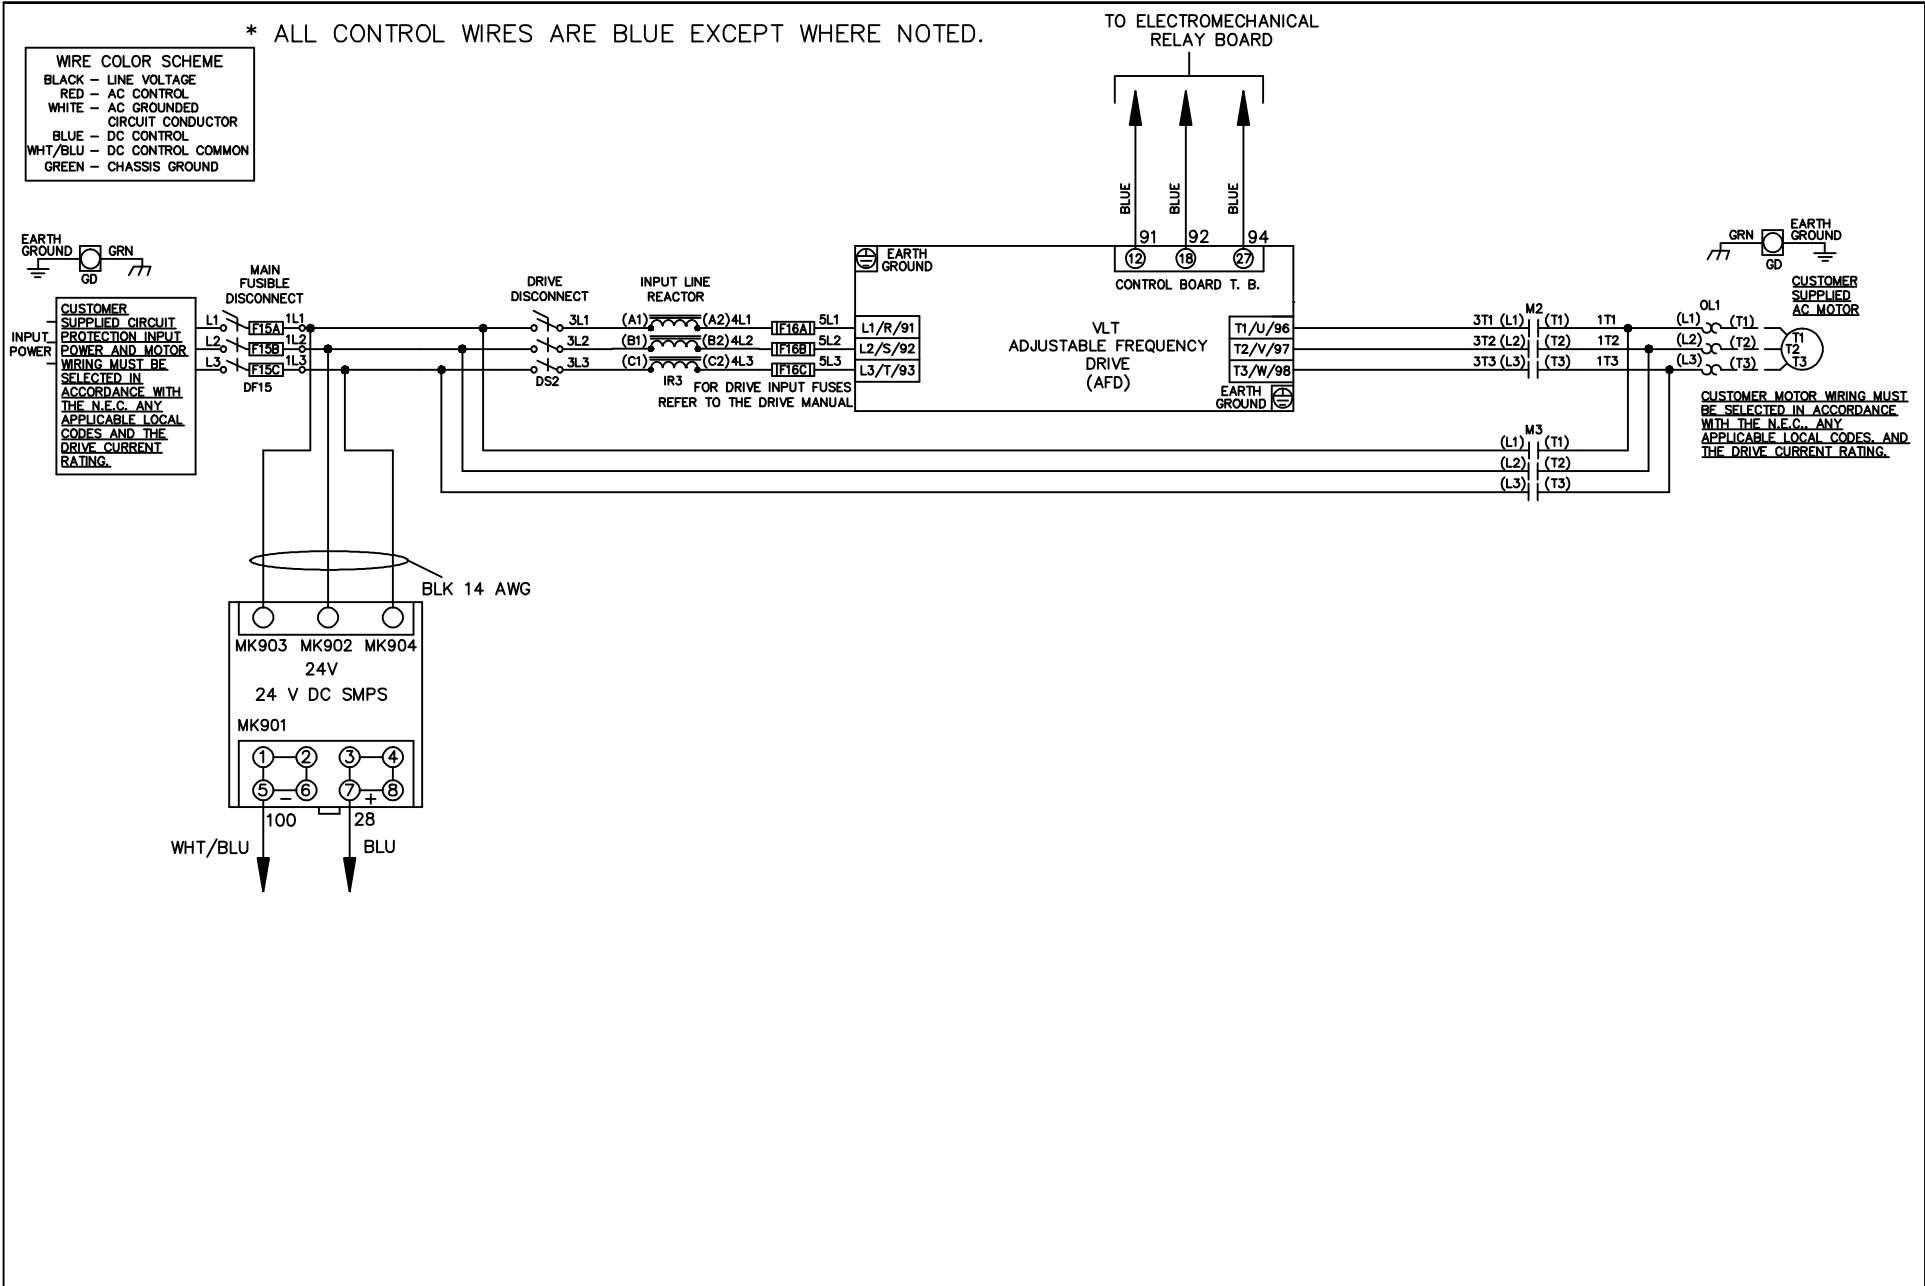 * ALL CONTROL WIRES ARE BLUE EXCEPT WHERE NOTED.
TO ELECTROMECHANICAL
RELAY BOARD
WIRE COLOR SCHEME
BLACK – LINE VOLTAGE
RED – AC CONTROL
WHITE – AC GROUNDED
CIRCUIT CONDUCTOR
BLUE – DC CONTROL
WHT/BLU – DC CONTROL COMMON
GREEN – CHASSIS GROUND
BLUE
BLUE
BLUE
91 92 94
12 18 27
CONTROL BOARD T. B.
EARTH
GROUND
GRN
GD
INPUT
POWER
CUSTOMER
SUPPLIED CIRCUIT
PROTECTION INPUT
POWER AND MOTOR
WIRING MUST BE
SELECTED IN
ACCORDANCE WITH
THE N.E.C. ANY
APPLICABLE LOCAL
CODES AND THE
DRIVE CURRENT
RATING.
MAIN
FUSIBLE
DISCONNECT
L1 F15A 1L1
L2 F15B 1L2
L3 F15C 1L3
DF15
DRIVE
DISCONNECT
3L1
3L2
3L3
DS2
INPUT LINE
REACTOR
(A1) (A2) 4L1
(B1) (B2) 4L2
(C1) (C2) 4L3
IR3
F16A 5L1
F16B 5L2
F16C 5L3
FOR DRIVE INPUT FUSES
REFER TO THE DRIVE MANUAL
EARTH
GROUND
L1/R/91
L2/S/92
L3/T/93
VLT
ADJUSTABLE FREQUENCY
DRIVE
(AFD)
T1/U/96
T2/V/97
T3/W/98
EARTH
GROUND
M2
3T1 (L1) (T1) 1T1
3T2 (L2) (T2) 1T2
3T3 (L3) (T3) 1T3
M3
(L1) (T1)
(L2) (T2)
(L3) (T3)
OL1
(L1) (T1)
(L2) (T2)
(L3) (T3)
T1
T2
T3
GRN
EARTH
GROUND
GD
CUSTOMER
SUPPLIED
AC MOTOR
CUSTOMER MOTOR WIRING MUST
BE SELECTED IN ACCORDANCE
WITH THE N.E.C., ANY
APPLICABLE LOCAL CODES, AND
THE DRIVE CURRENT RATING.
BLK 14 AWG
MK903 MK902 MK904
24V
24 V DC SMPS
MK901
1 2 3 4
5 6 7 8
– +
100 28
WHT/BLU BLU